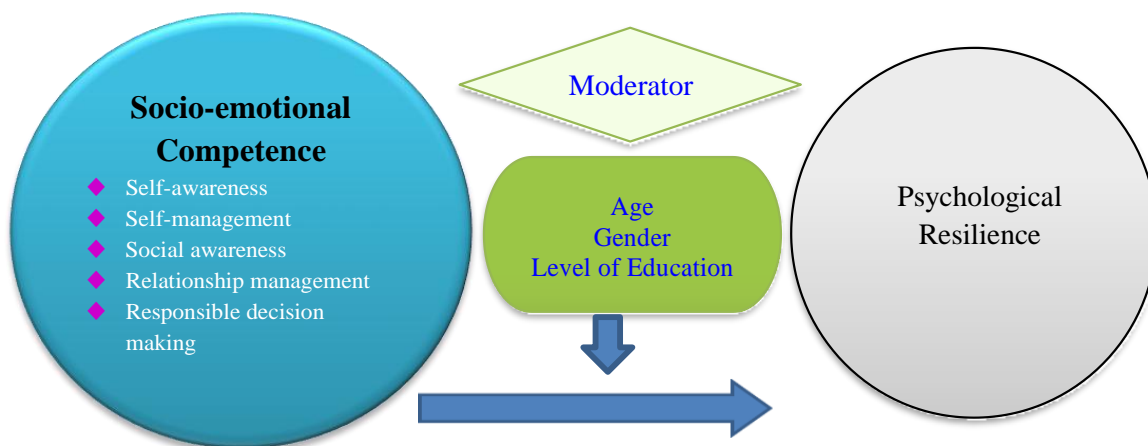 Socio-emotional
Competence
Self-awareness
Self-management
Social awareness
Relationship management
Responsible decision
making
Moderator
Age
Gender
Level of Education
Psychological
Resilience